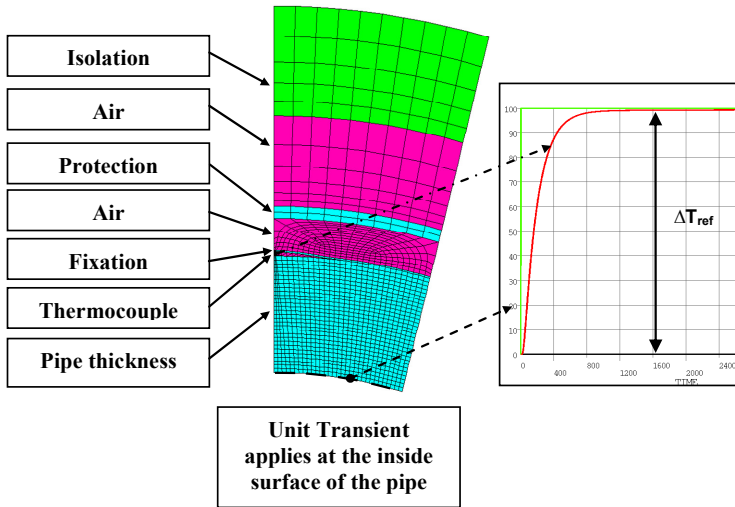 Isolation
Air
Protection
Air
Fixation
Thermocouple
Pipe thickness
Unit Transient
applies at the inside
surface of the pipe
100
90
80
70
60
50
40
30
20
10
0
0 400 800 1200 1600 2000 2400
TIME
ΔTref